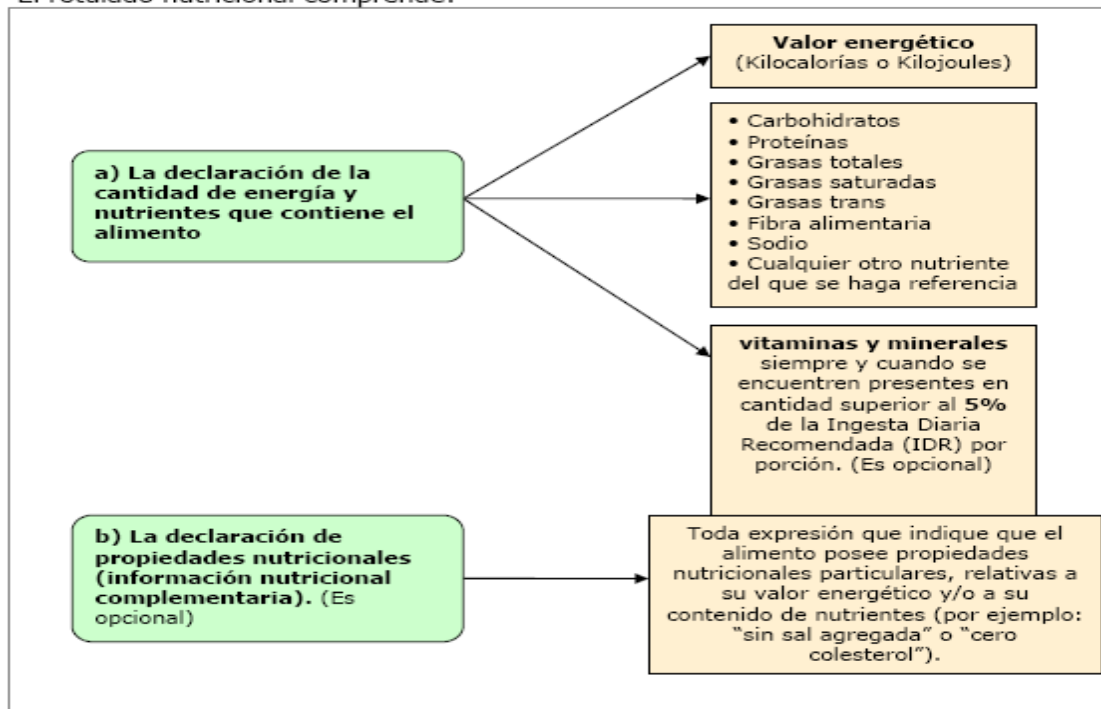 El rotulado nutricional comprende:
Valor energético
(Kilocalorías o Kilojoules)
a) La declaración de la
cantidad de energía y
nutrientes que contiene el
alimento
• Carbohidratos
• Proteínas
• Grasas totales
• Grasas saturadas
• Grasas trans
• Fibra alimentaria
• Sodio
• Cualquier otro nutriente
del que se haga referencia
vitaminas y minerales
siempre y cuando se
encuentren presentes en
cantidad superior al 5%
de la Ingesta Diaria
Recomendada (IDR) por
porción. (Es opcional)
b) La declaración de
propiedades nutricionales
(información nutricional
complementaria). (Es
opcional)
Toda expresión que indique que el
alimento posee propiedades
nutricionales particulares, relativas a
su valor energético y/o a su
contenido de nutrientes (por ejemplo:
“sin sal agregada” o “cero
colesterol”).